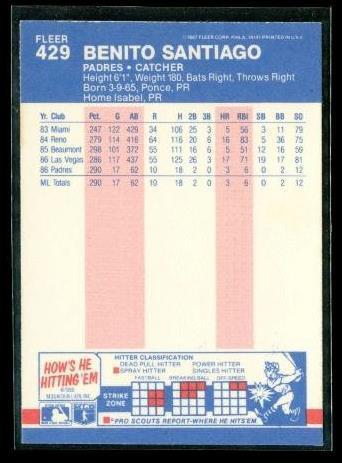 FLEER
429 BENITO SANTIAGO
©1987 FLEER CORP. PHILA., 19141 PRINTED IN U.S.A.
PADRES • CATCHER
Height 6'1", Weight 180, Bats Right, Throws Right
Born 3-9-65, Ponce, PR
Home Isabel, PR
Yr. Club Pct. G AB R H 2B 3B HR RBI SB BB SO
83 Miami .247 122 429 34 106 25 3 5 56 3 11 79
84 Reno .279 114 416 64 116 20 6 16 83 5 36 75
85 Beaumont .298 101 372 55 111 16 6 5 51 12 16 59
86 Las Vegas .286 117 437 55 125 26 3 17 71 19 17 81
86 Padres .290 17 62 10 18 2 0 3 6 0 2 12
ML Totals .290 17 62 10 18 2 0 3 6 0 2 12
HOW'S HE
HITTING 'EM
HITTER CLASSIFICATION
DEAD PULL HITTER POWER HITTER
SPRAY HITTER SINGLES HITTER
FASTBALL BREAKING BALL OFF-SPEED
STRIKE
ZONE
PRO SCOUTS REPORT-WHERE HE HITS'EM